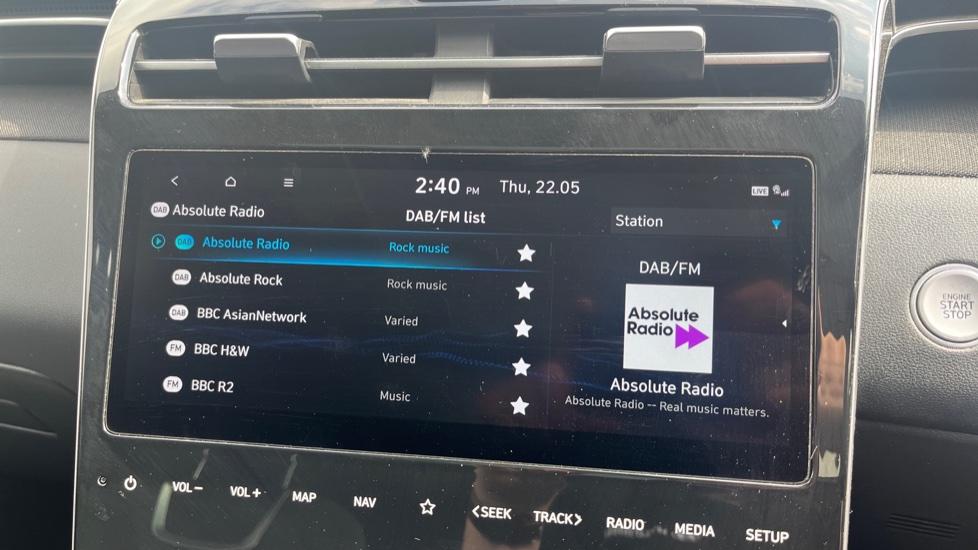 2:40 PM Thu, 22.05
LIVE
DAB Absolute Radio DAB/FM list Station
DAB Absolute Radio Rock music
DAB Absolute Rock Rock music
DAB BBC AsianNetwork Varied
FM BBC H&W Varied
FM BBC R2 Music
DAB/FM
Absolute
Radio
Absolute Radio
Absolute Radio -- Real music matters.
VOL− VOL+ MAP NAV <SEEK TRACK> RADIO MEDIA SETUP
ENGINE
START
STOP